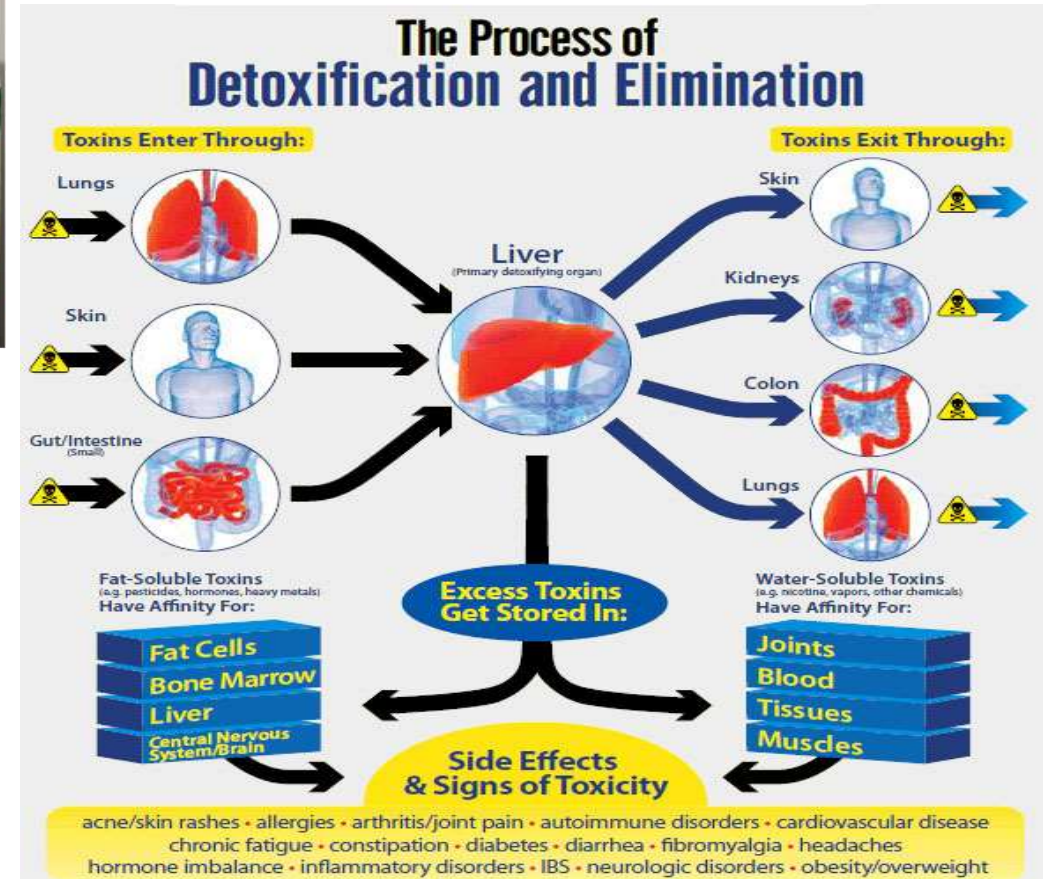 The Process of
Detoxification and Elimination
Toxins Enter Through:
Lungs
Skin
Gut/Intestine
(Small)
Liver
(Primary detoxifying organ)
Toxins Exit Through:
Skin
Kidneys
Colon
Lungs
Fat-Soluble Toxins
(e.g. pesticides, hormones, heavy metals)
Have Affinity For:
Fat Cells
Bone Marrow
Liver
Central Nervous
System/Brain
Excess Toxins
Get Stored In:
Water-Soluble Toxins
(e.g. nicotine, vapors, other chemicals)
Have Affinity For:
Joints
Blood
Tissues
Muscles
Side Effects
& Signs of Toxicity
acne/skin rashes • allergies • arthritis/joint pain • autoimmune disorders • cardiovascular disease
chronic fatigue • constipation • diabetes • diarrhea • fibromyalgia • headaches
hormone imbalance • inflammatory disorders • IBS • neurologic disorders • obesity/overweight